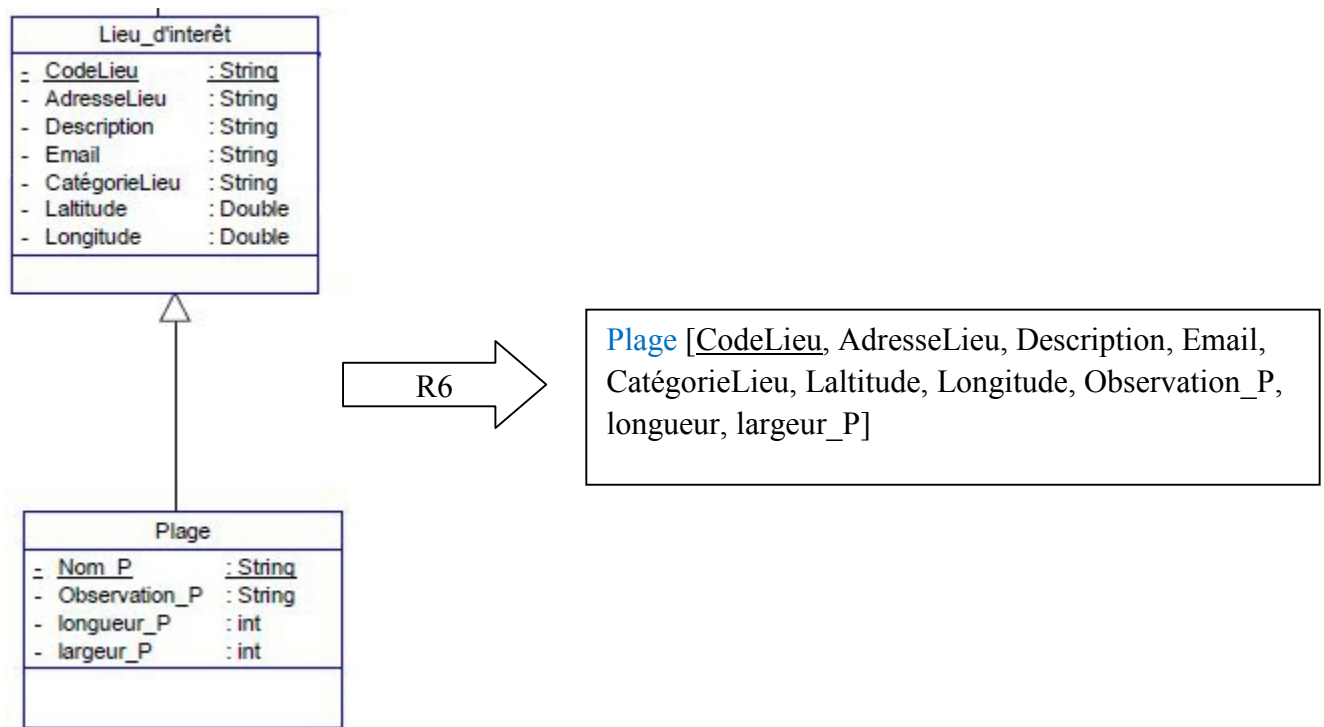 Lieu_d'interêt
- CodeLieu : String
- AdresseLieu : String
- Description : String
- Email : String
- CatégorieLieu : String
- Laltitude : Double
- Longitude : Double
R6
Plage [CodeLieu, AdresseLieu, Description, Email,
CatégorieLieu, Laltitude, Longitude, Observation_P,
longueur, largeur_P]
Plage
- Nom_P : String
- Observation_P : String
- longueur_P : int
- largeur_P : int